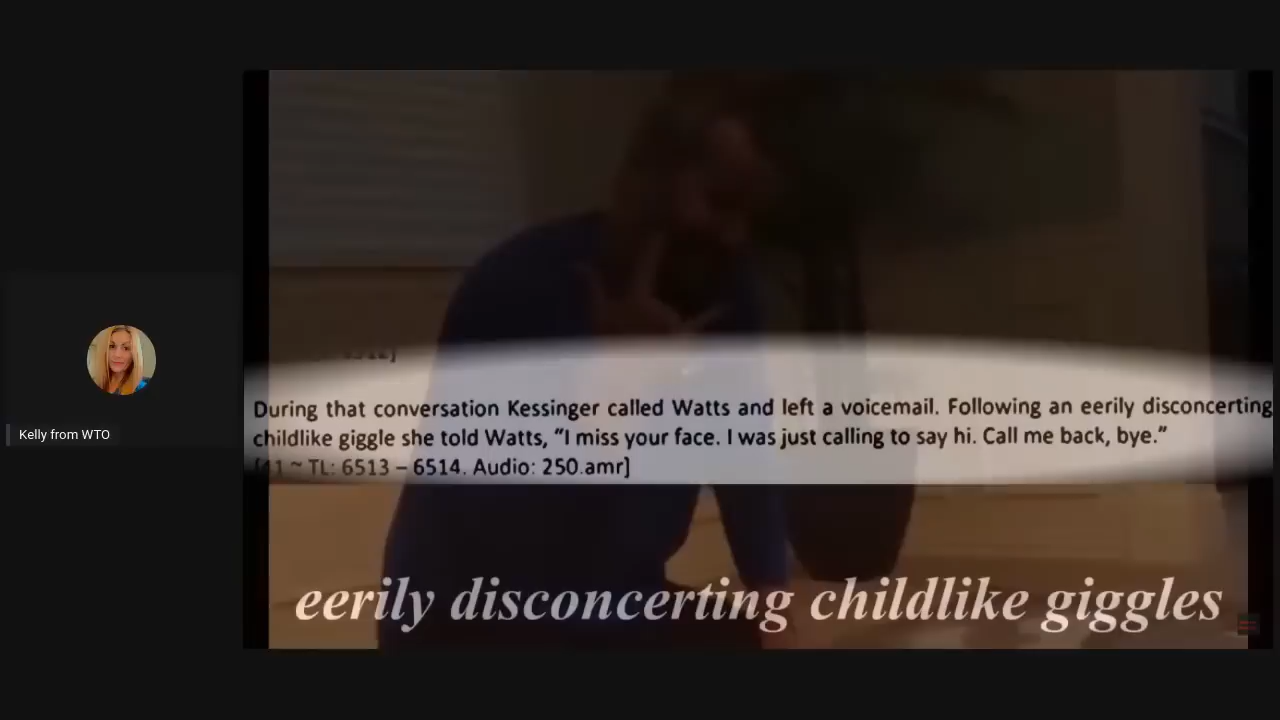 During that conversation Kessinger called Watts and left a voicemail. Following an eerily disconcerting
childlike giggle she told Watts, “I miss your face. I was just calling to say hi. Call me back, bye.”
[41 ~ TL: 6513 – 6514. Audio: 250.amr]
Kelly from WTO
eerily disconcerting childlike giggles